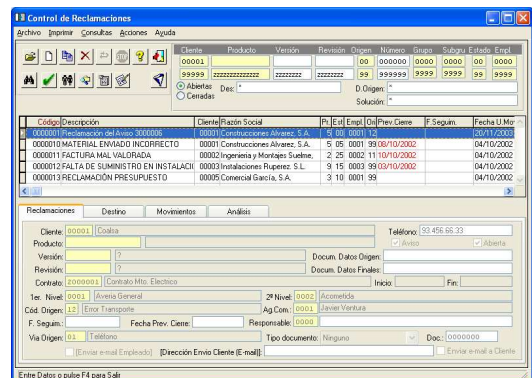 Control de Reclamaciones
Archivo Imprimir Consultas Acciones Ayuda
Cliente Producto Versión Revisión Origen Número Grupo Subgru Estado Empl.
00001 00 000000 0000 0000 00 0000
99999 zzzzzzzzzzzzzzz zzzzzzzz zzzzzzzz 99 999999 9999 9999 99 9999
Abiertas Des: * D.Origen: *
Cerradas Solución: *
Código Descripción Cliente Razón Social Pr. Est Empl. Ori Prev.Cierre F.Seguim. Fecha U.Mov
0000001 Reclamación del Aviso 3000006 00001 Construcciones Alvarez, S.A. 5 00 0001 12 20/11/2003
0000010 MATERIAL ENVIADO INCORRECTO 00001 Construcciones Alvarez, S.A. 5 05 0001 99 08/10/2002 04/10/2002
0000011 FACTURA MAL VALORADA 00002 Ingenieria y Montajes Suelme, 2 25 0002 11 10/10/2002 04/10/2002
0000012 FALTA DE SUMINISTRO EN INSTALACI 00003 Instalaciones Ruperez S.L. 9 15 0003 99 03/10/2002 04/10/2002
0000013 RECLAMACIÓN PRESUPUESTO 00005 Comercial García, S.A. 3 10 0001 99 04/10/2002
Reclamaciones Destino Movimientos Análisis
Cliente: 00001 Coalsa Teléfono: 93.456.66.33
Producto: Aviso Abierta
Versión: ? Docum. Datos Origen:
Revisión: ? Docum. Datos Finales:
Contrato 2000001 Contrato Mto. Electrico Inicio: Fin:
1er. Nivel: 0001 Averia General 2º Nivel: 0002 Acometida
Cód. Origen: 12 Error Transporte Ag.Com.: 0001 Javier Ventura
F. Seguim.: Fecha Prev. Cierre: Responsable: 0000
Via Origen: 01 Teléfono Tipo documento: Ninguno Doc.: 0000000
[Enviar e-mail Empleado] [Dirección Envio Cliente (E-mail)]: Enviar e-mail a Cliente
Entre Datos o pulse F4 para Salir